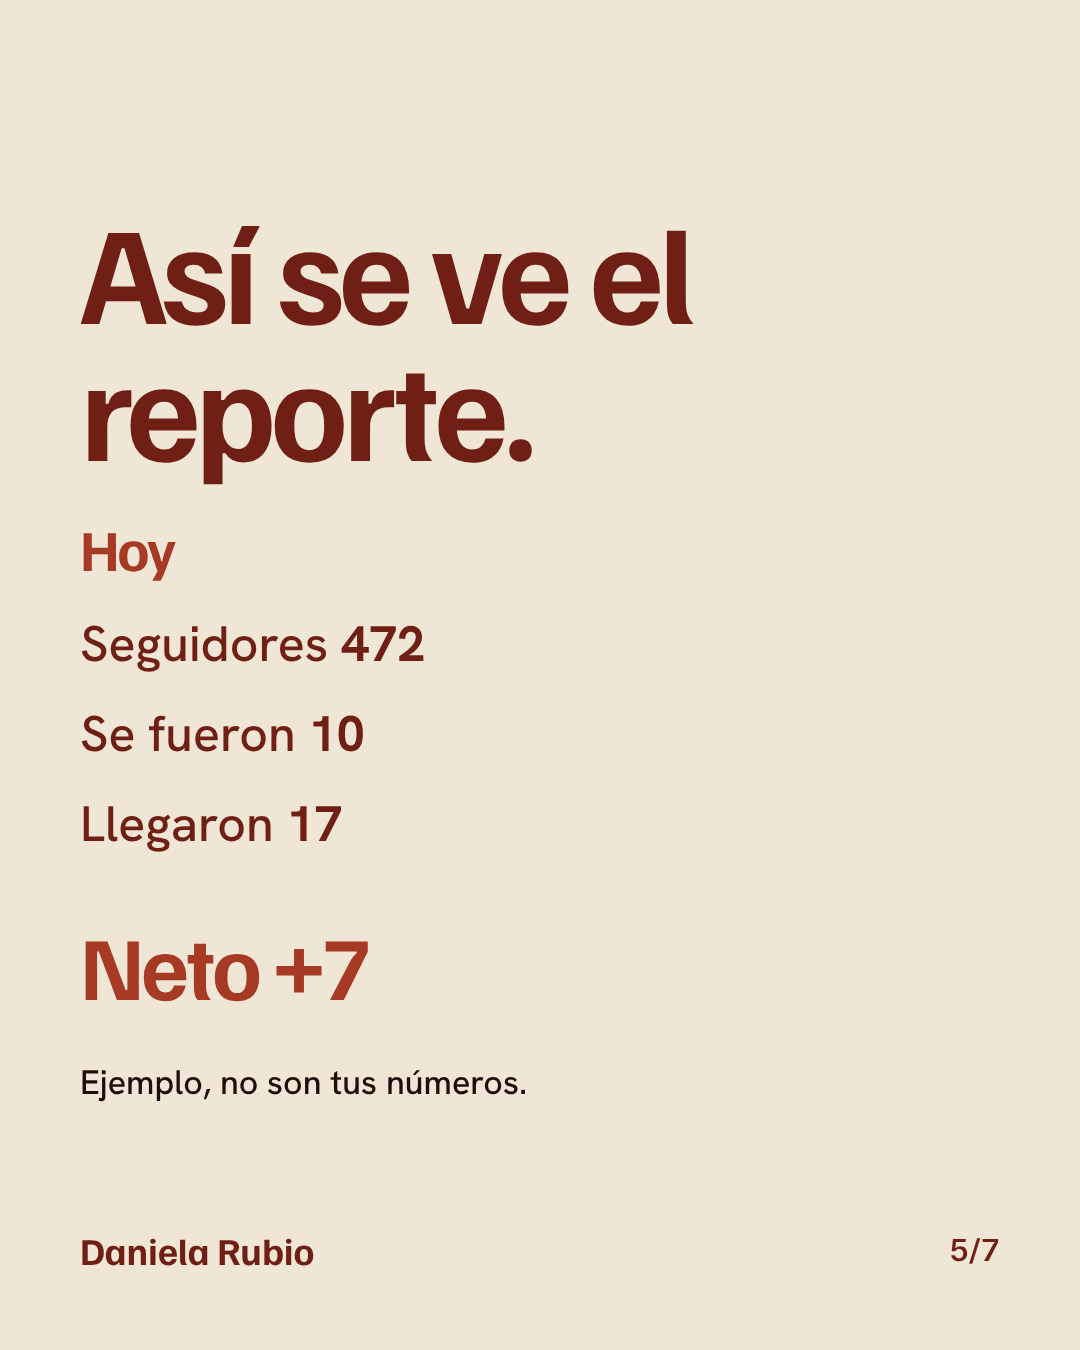 Así se ve el
reporte.
Hoy
Seguidores 472
Se fueron 10
Llegaron 17
Neto +7
Ejemplo, no son tus números.
Daniela Rubio
5/7